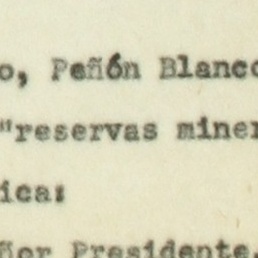 o, Peñón Blanco
"reservas miner
ica:
ñor Presidente.